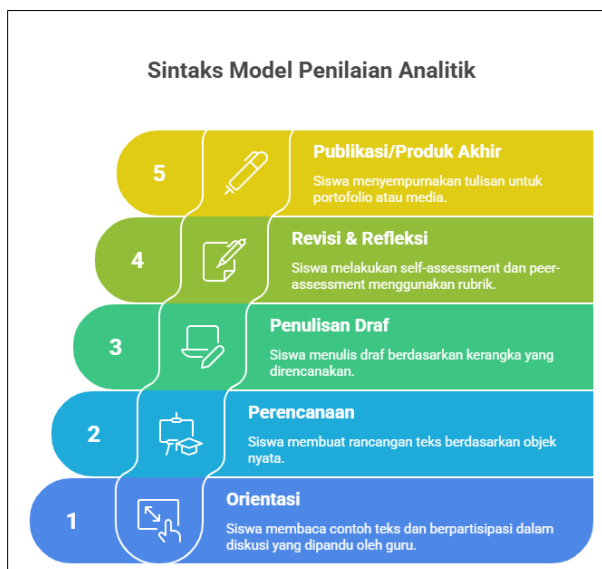 Sintaks Model Penilaian Analitik
5
Publikasi/Produk Akhir
Siswa menyempurnakan tulisan untuk
portofolio atau media.
4
Revisi & Refleksi
Siswa melakukan self-assessment dan peer-
assessment menggunakan rubrik.
3
Penulisan Draf
Siswa menulis draf berdasarkan kerangka yang
direncanakan.
2
Perencanaan
Siswa membuat rancangan teks berdasarkan objek
nyata.
1
Orientasi
Siswa membaca contoh teks dan berpartisipasi dalam
diskusi yang dipandu oleh guru.